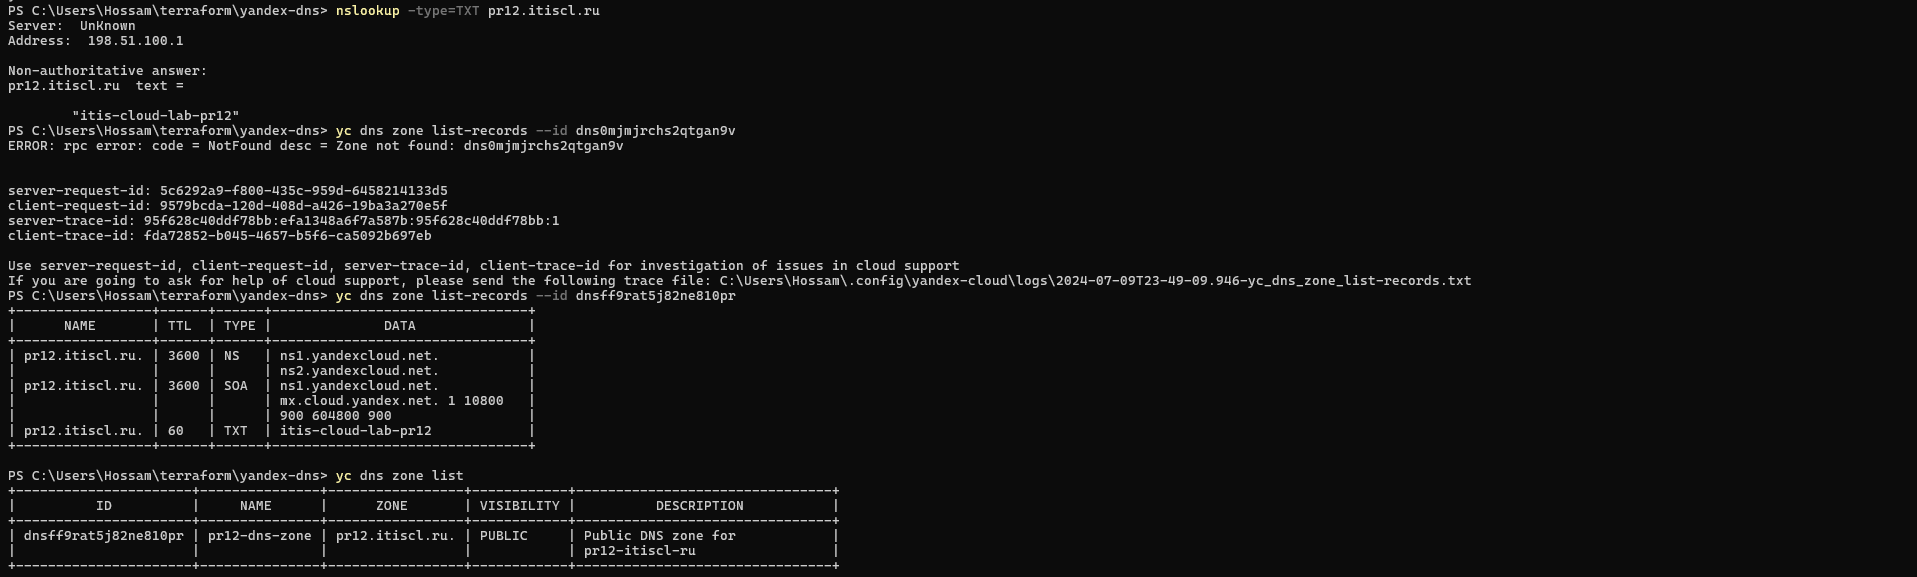 PS C:\Users\Hossam\terraform\yandex-dns> nslookup -type=TXT pr12.itiscl.ru
Server:  UnKnown
Address:  198.51.100.1

Non-authoritative answer:
pr12.itiscl.ru  text =

        "itis-cloud-lab-pr12"
PS C:\Users\Hossam\terraform\yandex-dns> yc dns zone list-records --id dns0mjmjrchs2qtgan9v
ERROR: rpc error: code = NotFound desc = Zone not found: dns0mjmjrchs2qtgan9v


server-request-id: 5c6292a9-f800-435c-959d-6458214133d5
client-request-id: 9579bcda-120d-408d-a426-19ba3a270e5f
server-trace-id: 95f628c40ddf78bb:efa1348a6f7a587b:95f628c40ddf78bb:1
client-trace-id: fda72852-b045-4657-b5f6-ca5092b697eb

Use server-request-id, client-request-id, server-trace-id, client-trace-id for investigation of issues in cloud support
If you are going to ask for help of cloud support, please send the following trace file: C:\Users\Hossam\.config\yandex-cloud\logs\2024-07-09T23-49-09.946-yc_dns_zone_list-records.txt
PS C:\Users\Hossam\terraform\yandex-dns> yc dns zone list-records --id dnsff9rat5j82ne810pr
+-----------------+------+------+--------------------------------+
|      NAME       | TTL  | TYPE |              DATA              |
+-----------------+------+------+--------------------------------+
| pr12.itiscl.ru. | 3600 | NS   | ns1.yandexcloud.net.           |
|                 |      |      | ns2.yandexcloud.net.           |
| pr12.itiscl.ru. | 3600 | SOA  | ns1.yandexcloud.net.           |
|                 |      |      | mx.cloud.yandex.net. 1 10800   |
|                 |      |      | 900 604800 900                 |
| pr12.itiscl.ru. | 60   | TXT  | itis-cloud-lab-pr12            |
+-----------------+------+------+--------------------------------+

PS C:\Users\Hossam\terraform\yandex-dns> yc dns zone list
+----------------------+---------------+-----------------+------------+--------------------------------+
|          ID          |     NAME      |      ZONE       | VISIBILITY |          DESCRIPTION           |
+----------------------+---------------+-----------------+------------+--------------------------------+
| dnsff9rat5j82ne810pr | pr12-dns-zone | pr12.itiscl.ru. | PUBLIC     | Public DNS zone for            |
|                      |               |                 |            | pr12-itiscl-ru                 |
+----------------------+---------------+-----------------+------------+--------------------------------+